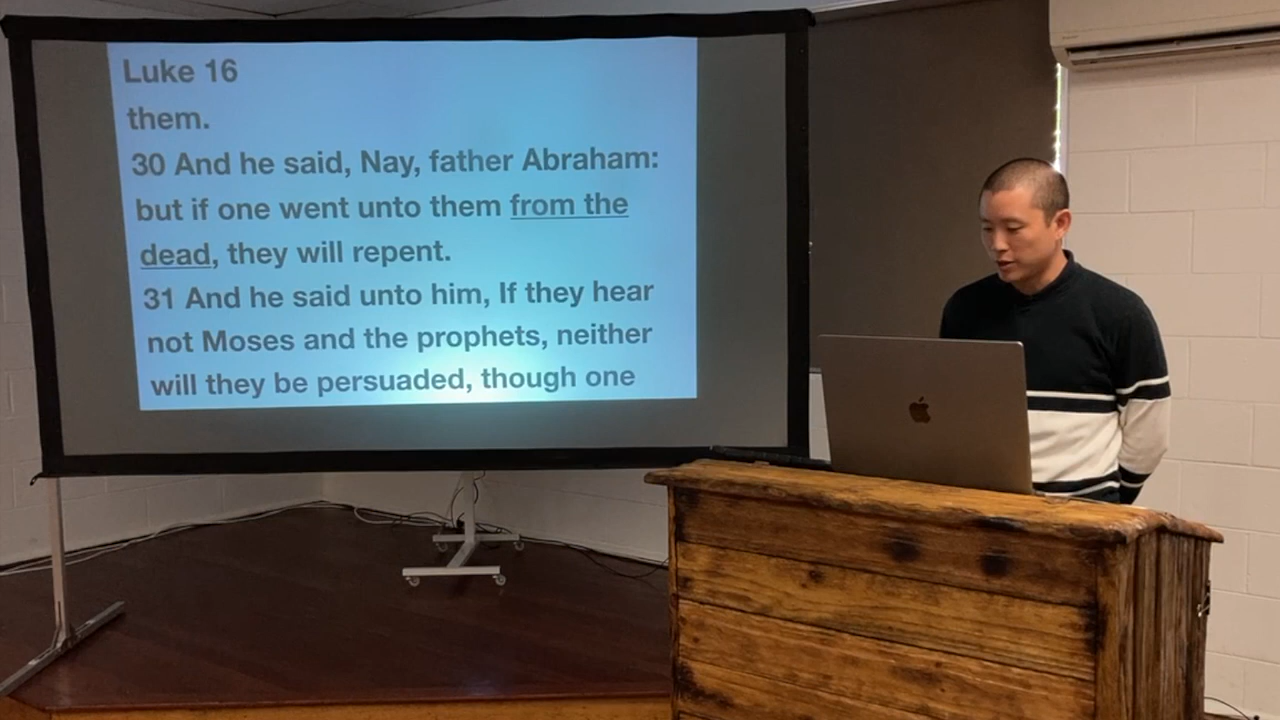 Luke 16
them.
30 And he said, Nay, father Abraham:
but if one went unto them from the
dead, they will repent.
31 And he said unto him, If they hear
not Moses and the prophets, neither
will they be persuaded, though one